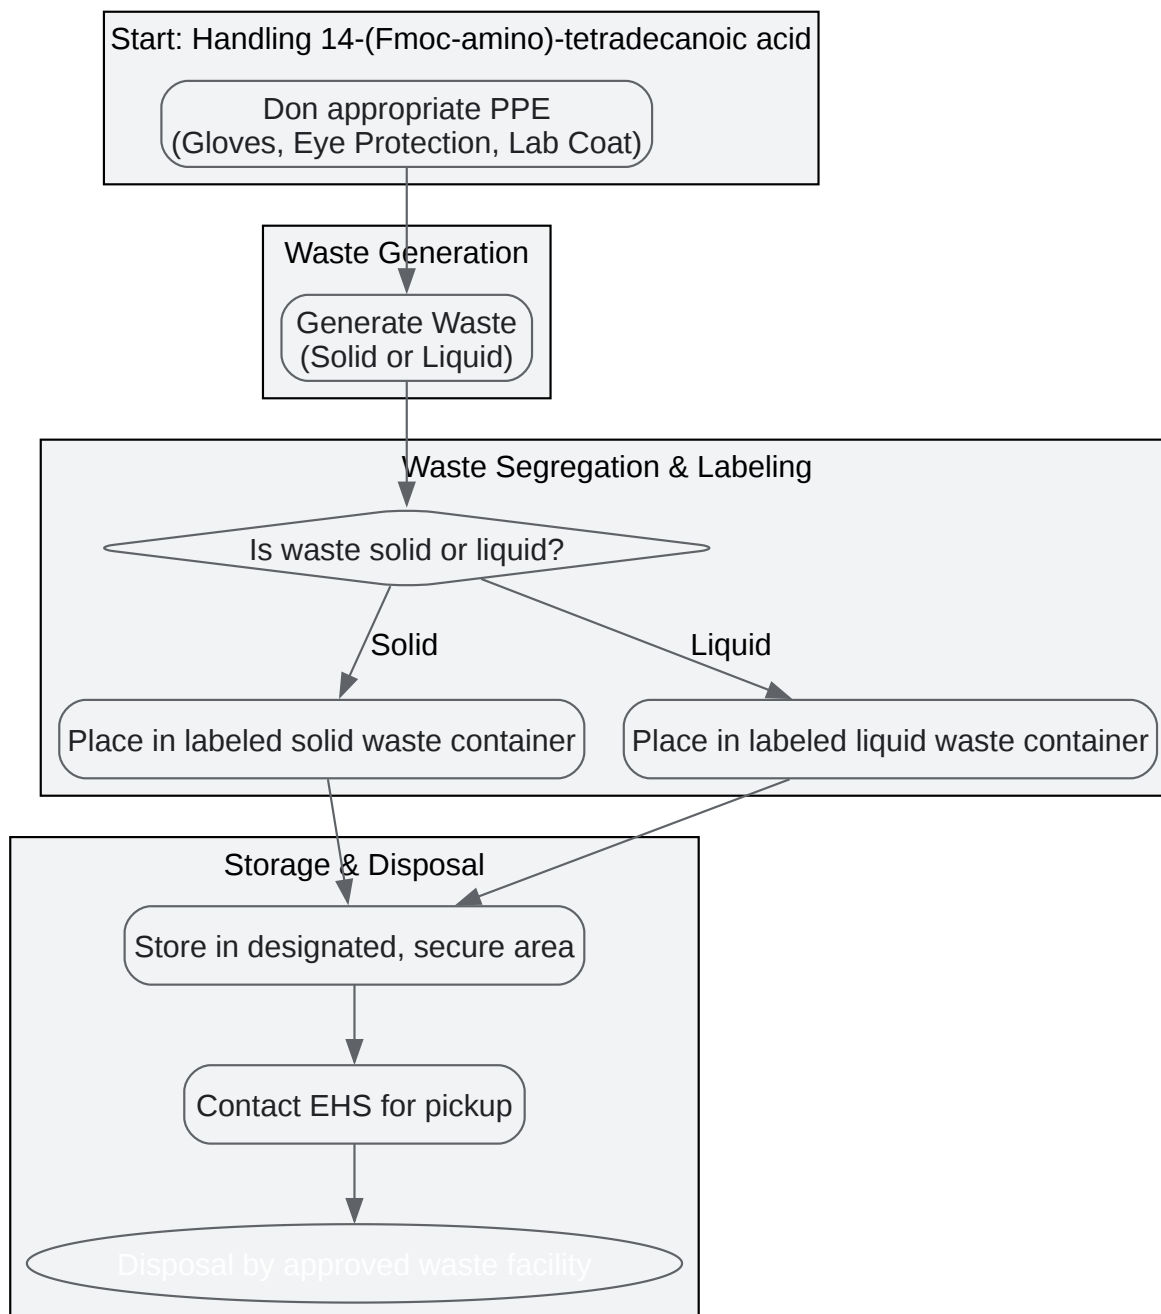 Start: Handling 14-(Fmoc-amino)-tetradecanoic acid
Don appropriate PPE
(Gloves, Eye Protection, Lab Coat)
Waste Generation
Generate Waste
(Solid or Liquid)
Waste Segregation & Labeling
Is waste solid or liquid?
Solid
Liquid
Place in labeled solid waste container
Place in labeled liquid waste container
Storage & Disposal
Store in designated, secure area
Contact EHS for pickup
Disposal by approved waste facility